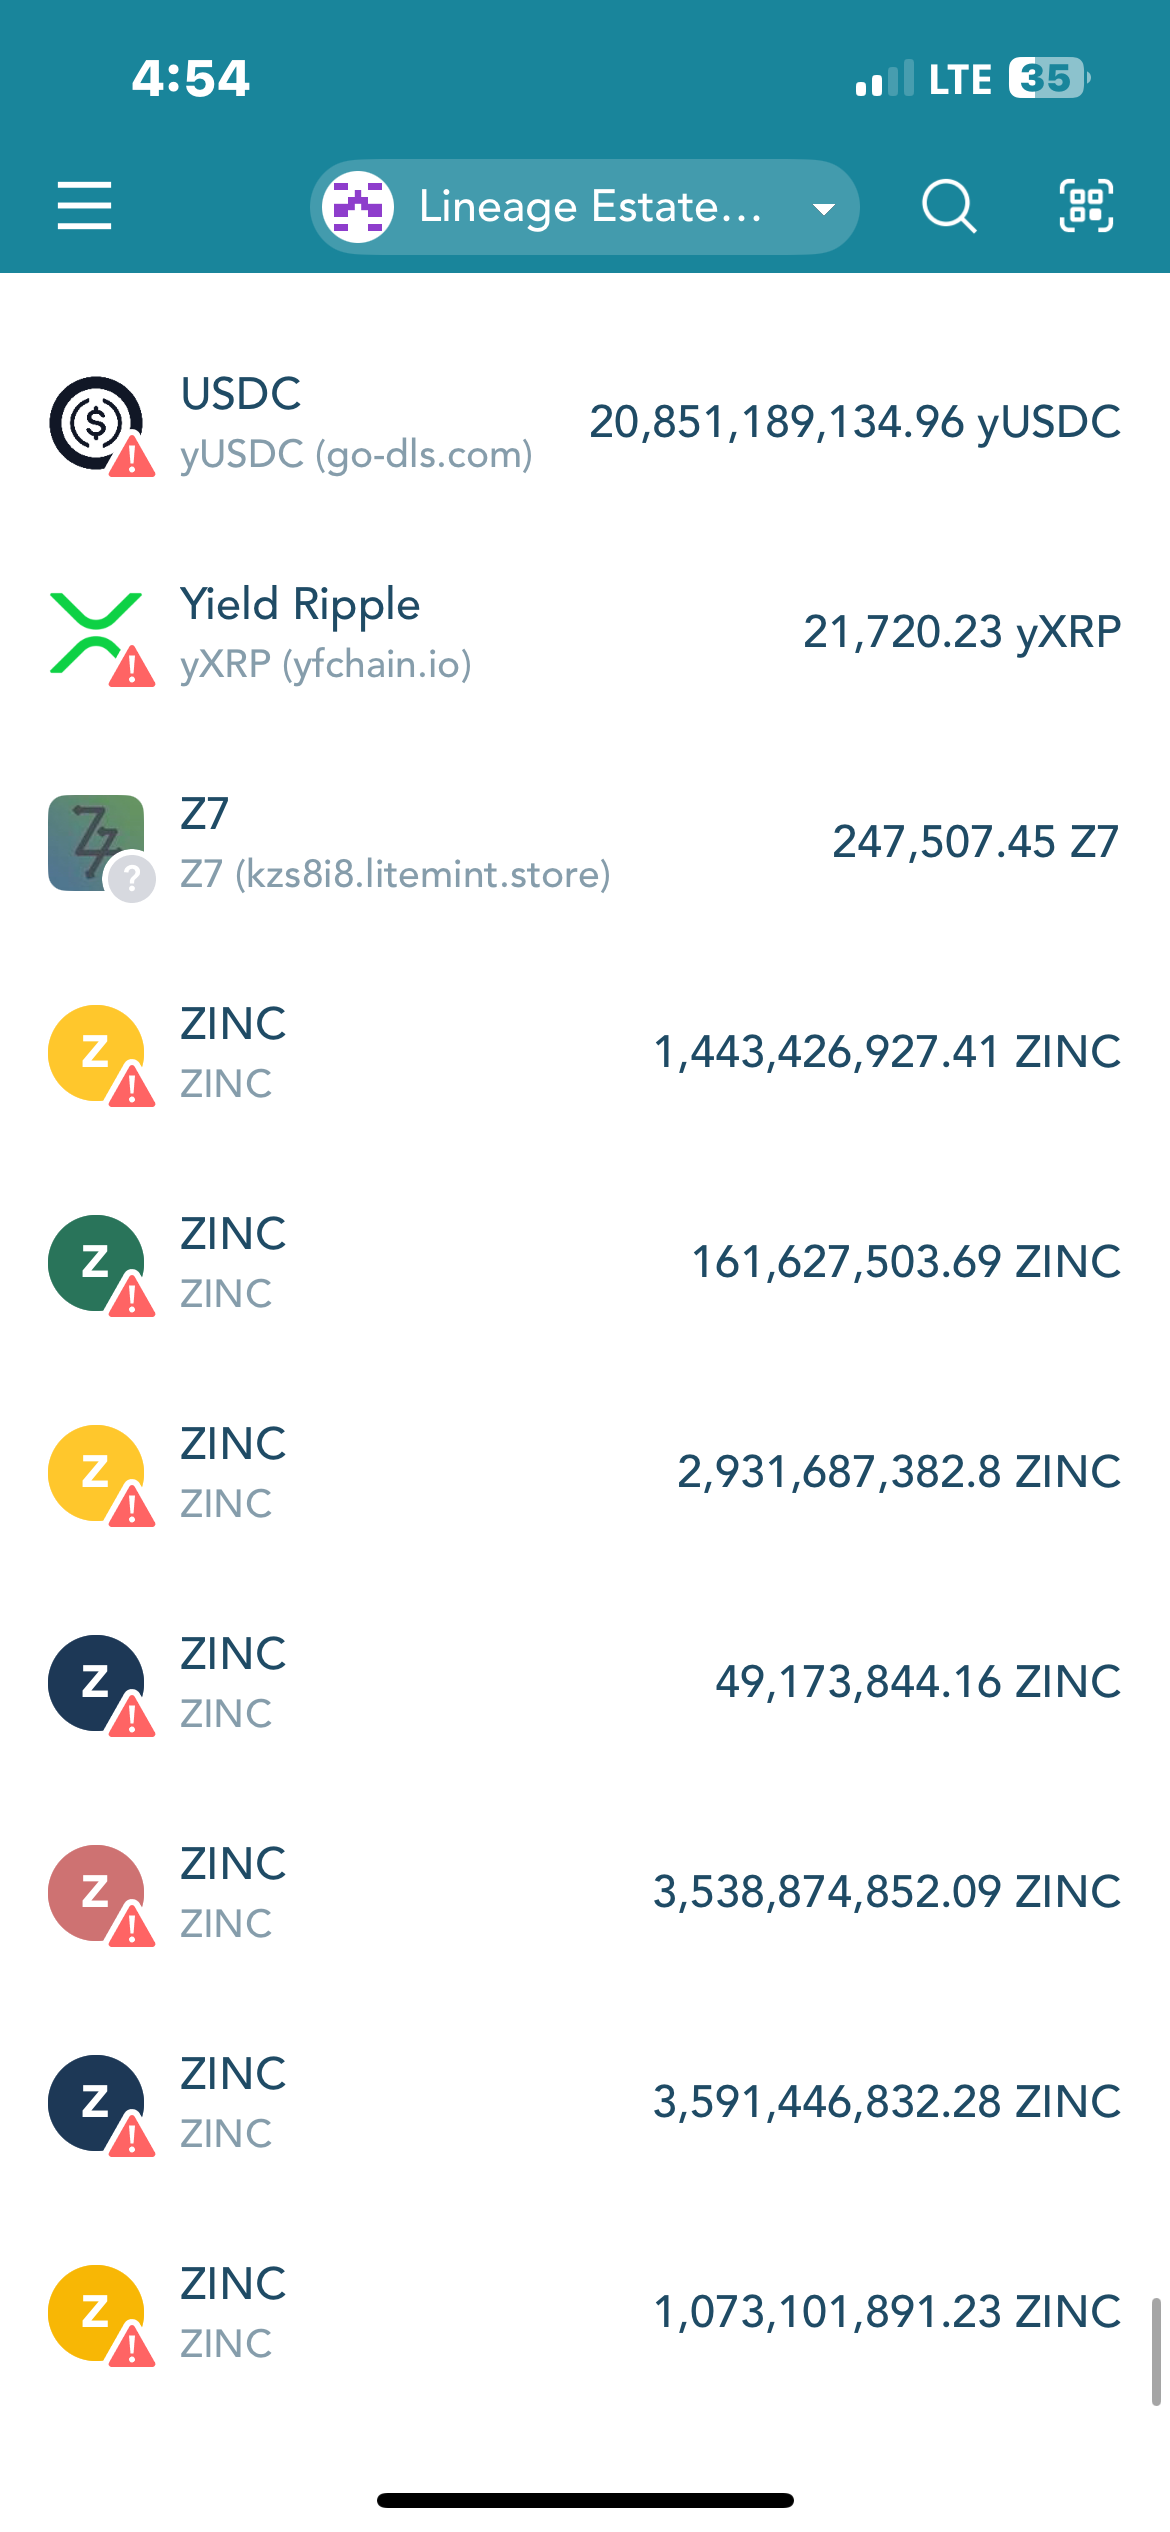 4:54
LTE 35
Lineage Estate...
USDC
yUSDC (go-dls.com)
20,851,189,134.96 yUSDC
Yield Ripple
yXRP (yfchain.io)
21,720.23 yXRP
Z7
Z7 (kzs8i8.litemint.store)
247,507.45 Z7
Z
ZINC
ZINC
1,443,426,927.41 ZINC
Z
ZINC
ZINC
161,627,503.69 ZINC
Z
ZINC
ZINC
2,931,687,382.8 ZINC
Z
ZINC
ZINC
49,173,844.16 ZINC
Z
ZINC
ZINC
3,538,874,852.09 ZINC
Z
ZINC
ZINC
3,591,446,832.28 ZINC
Z
ZINC
ZINC
1,073,101,891.23 ZINC